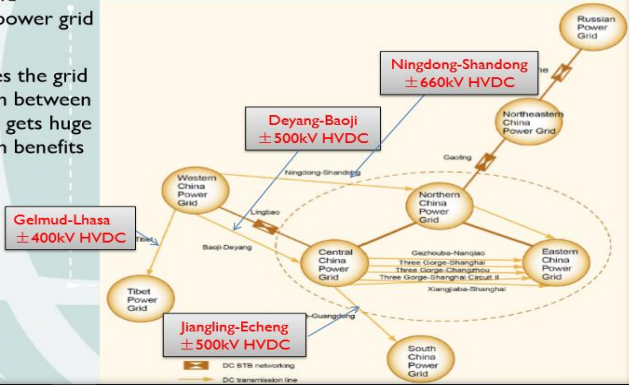 power grid
es the grid
n between
gets huge
n benefits
Russian
Power
Grid
Ningdong-Shandong
±660kV HVDC
ne
Northeastern
China
Power Grid
Deyang-Baoji
±500kV HVDC
Gaoling
Ningdong-Shandong
Western
China
Power
Grid
Northern
China
Power
Grid
Lingbao
Gelmud-Lhasa
±400kV HVDC
Tibet
Baoji-Deyang
Central
China
Power
Grid
Gezhouba-Nanqiao
Three Gorge-Shanghai
Three Gorge-Changzhou
Three Gorge-Shanghai Circuit II
Xiangjiaba-Shanghai
Eastern
China
Power
Grid
Tibet
Power
Grid
Jiangling-Echeng
±500kV HVDC
e-Guangdong
South
China
Power
Grid
DC BTB networking
DC transmission line